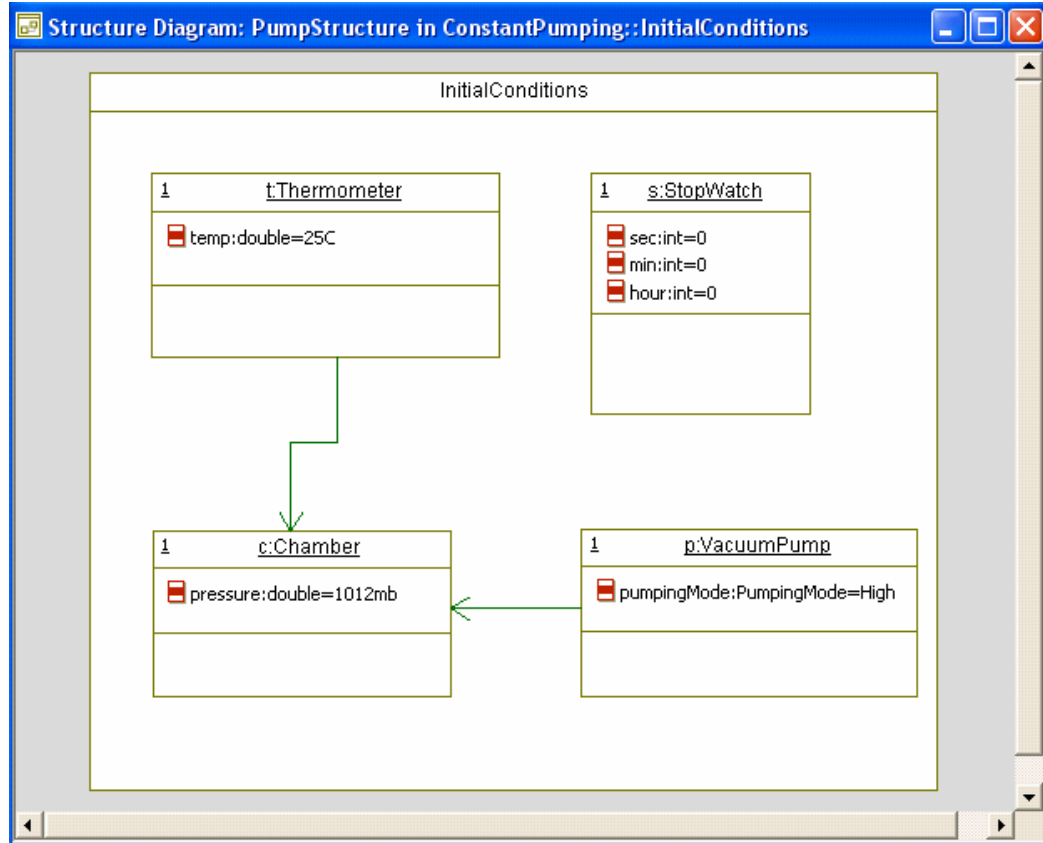 Structure Diagram: PumpStructure in ConstantPumping::InitialConditions
InitialConditions
1 t:Thermometer
temp:double=25C
1 s:StopWatch
sec:int=0
min:int=0
hour:int=0
1 c:Chamber
pressure:double=1012mb
1 p:VacuumPump
pumpingMode:PumpingMode=High